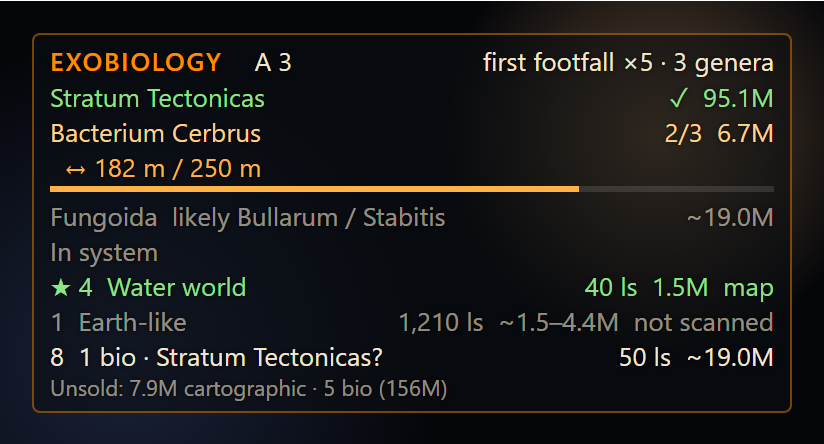 EXOBIOLOGY A 3 first footfall ×5 · 3 genera
Stratum Tectonicas ✓ 95.1M
Bacterium Cerbrus 2/3 6.7M
↔ 182 m / 250 m
Fungoida likely Bullarum / Stabitis ~19.0M
In system
★ 4 Water world 40 ls 1.5M map
1 Earth-like 1,210 ls ~1.5–4.4M not scanned
8 1 bio · Stratum Tectonicas? 50 ls ~19.0M
Unsold: 7.9M cartographic · 5 bio (156M)